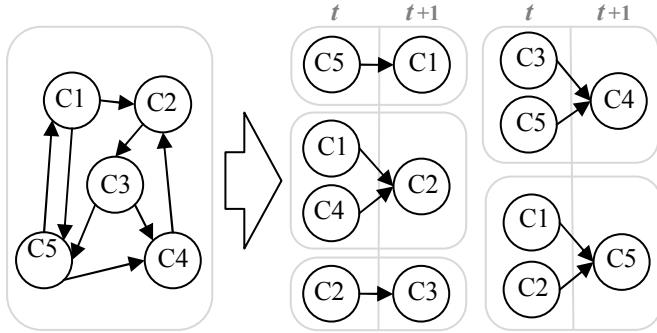 t t+1 t t+1
C1 C2 C3 C5 C4
C5 C1
C1 C4 C2
C2 C3
C3 C5 C4
C1 C2 C5